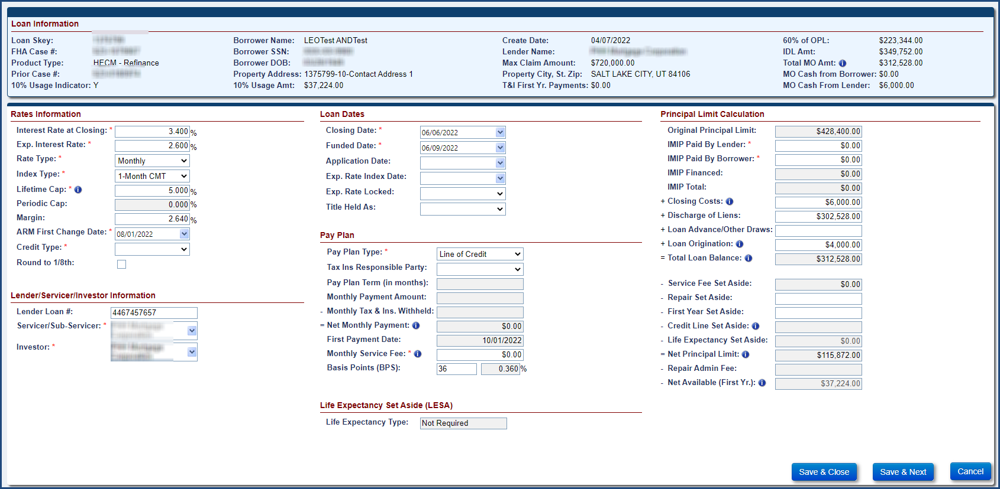 Loan Information
Loan Skey:
FHA Case #:
Product Type: HECM - Refinance
Prior Case #:
10% Usage Indicator: Y
Borrower Name: LEOTest ANDTest
Borrower SSN:
Borrower DOB:
Property Address: 1375799-10-Contact Address 1
10% Usage Amt: $37,224.00
Create Date: 04/07/2022
Lender Name:
Max Claim Amount: $720,000.00
Property City, St. Zip: SALT LAKE CITY, UT 84106
T&I First Yr. Payments: $0.00
60% of OPL: $223,344.00
IDL Amt: $349,752.00
Total MO Amt: $312,528.00
MO Cash from Borrower: $0.00
MO Cash From Lender: $6,000.00
Rates Information
Interest Rate at Closing: * 3.400 %
Exp. Interest Rate: * 2.600 %
Rate Type: * Monthly
Index Type: * 1-Month CMT
Lifetime Cap: * 5.000 %
Periodic Cap: 0.000 %
Margin: 2.640 %
ARM First Change Date: * 08/01/2022
Credit Type: *
Round to 1/8th:
Lender/Servicer/Investor Information
Lender Loan #: 4467457657
Servicer/Sub-Servicer: *
Investor: *
Loan Dates
Closing Date: * 06/06/2022
Funded Date: * 06/09/2022
Application Date:
Exp. Rate Index Date:
Exp. Rate Locked:
Title Held As:
Pay Plan
Pay Plan Type: * Line of Credit
Tax Ins Responsible Party:
Pay Plan Term (in months):
Monthly Payment Amount:
- Monthly Tax & Ins. Withheld:
= Net Monthly Payment: $0.00
First Payment Date: 10/01/2022
Monthly Service Fee: * $0.00
Basis Points (BPS): 36 0.360 %
Life Expectancy Set Aside (LESA)
Life Expectancy Type: Not Required
Principal Limit Calculation
Original Principal Limit: $428,400.00
IMIP Paid By Lender: * $0.00
IMIP Paid By Borrower: * $0.00
IMIP Financed: $0.00
IMIP Total: $0.00
+ Closing Costs: $6,000.00
+ Discharge of Liens: $302,528.00
+ Loan Advance/Other Draws:
+ Loan Origination: $4,000.00
= Total Loan Balance: $312,528.00
- Service Fee Set Aside: $0.00
- Repair Set Aside:
- First Year Set Aside:
- Credit Line Set Aside:
- Life Expectancy Set Aside: $0.00
= Net Principal Limit: $115,872.00
- Repair Admin Fee:
- Net Available (First Yr.): $37,224.00
Save & Close
Save & Next
Cancel